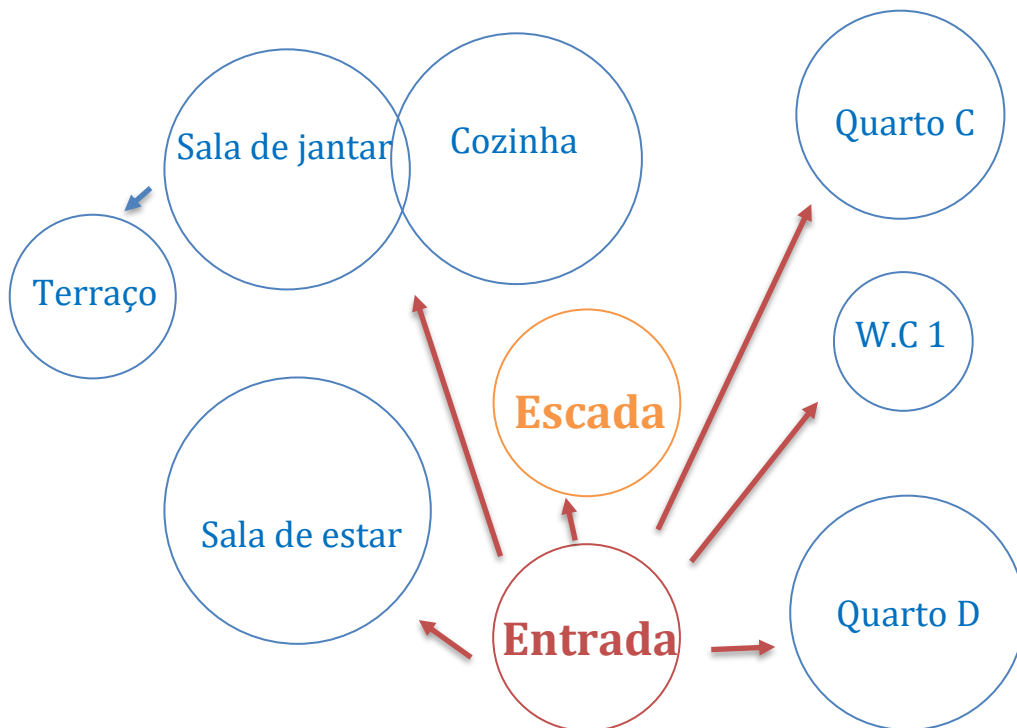 Sala de jantar
Cozinha
Quarto C
Terraço
W.C 1
Escada
Sala de estar
Quarto D
Entrada